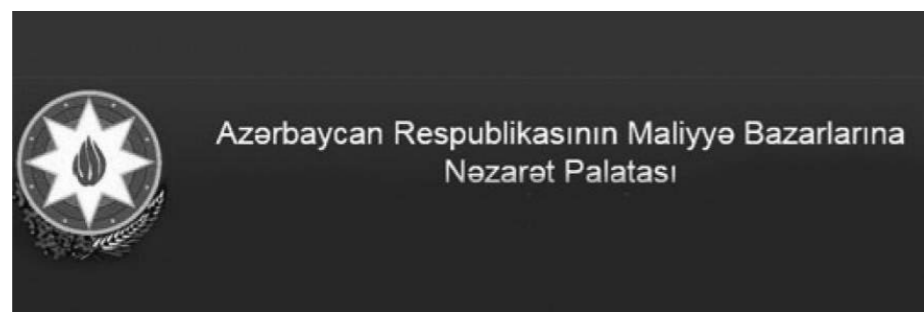 Azərbaycan Respublikasının Maliyyə Bazarlarına
Nəzarət Palatası